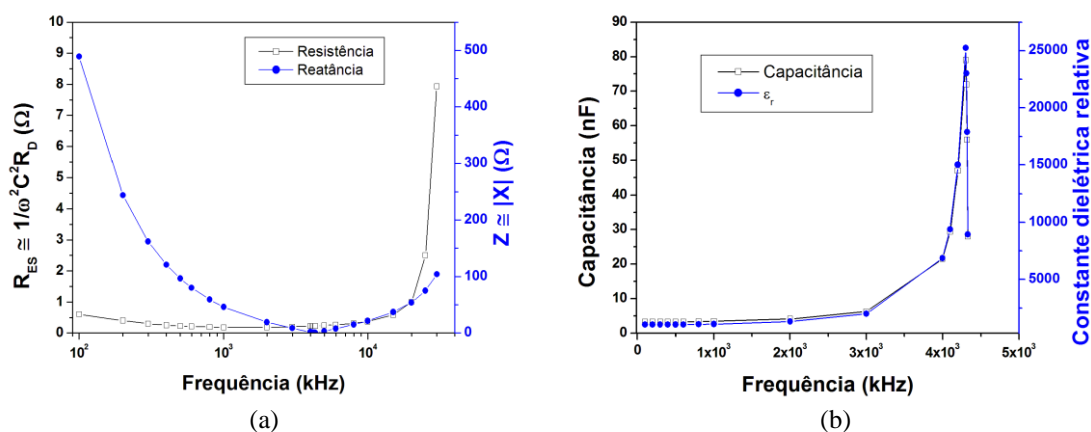 R_ES ≅ 1/ω²C²R_D (Ω)
10
9
8
7
6
5
4
3
2
1
0
Resistência
Reatância
500
400
300
200
100
0
Z ≅ |X| (Ω)
10² 10³ 10⁴
Frequência (kHz)
(a)
Capacitância (nF)
90
80
70
60
50
40
30
20
10
0
Capacitância
ε_r
25000
20000
15000
10000
5000
Constante dielétrica relativa
0 1x10³ 2x10³ 3x10³ 4x10³ 5x10³
Frequência (kHz)
(b)